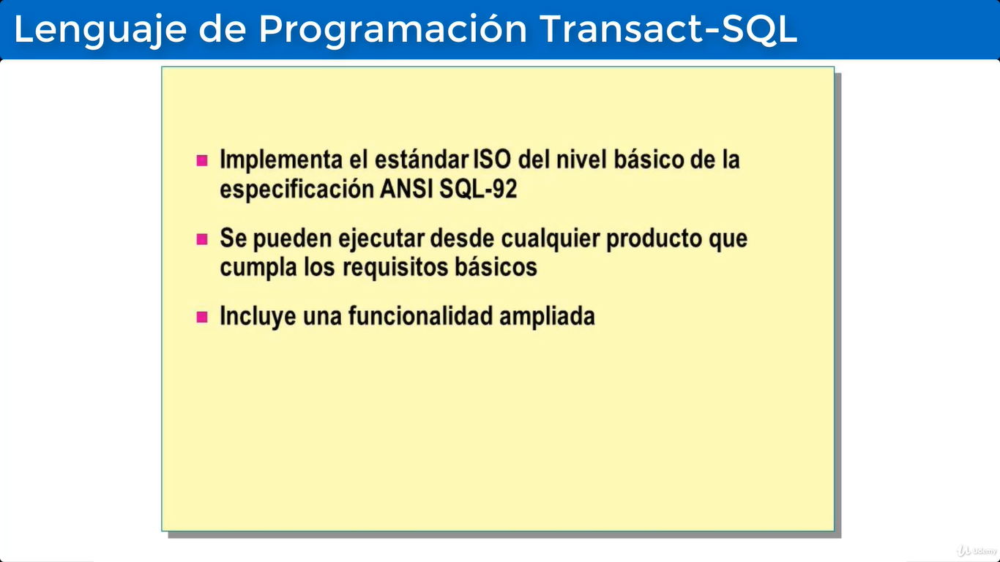 Lenguaje de Programación Transact-SQL
Implementa el estándar ISO del nivel básico de la
especificación ANSI SQL-92
Se pueden ejecutar desde cualquier producto que
cumpla los requisitos básicos
Incluye una funcionalidad ampliada
Udemy